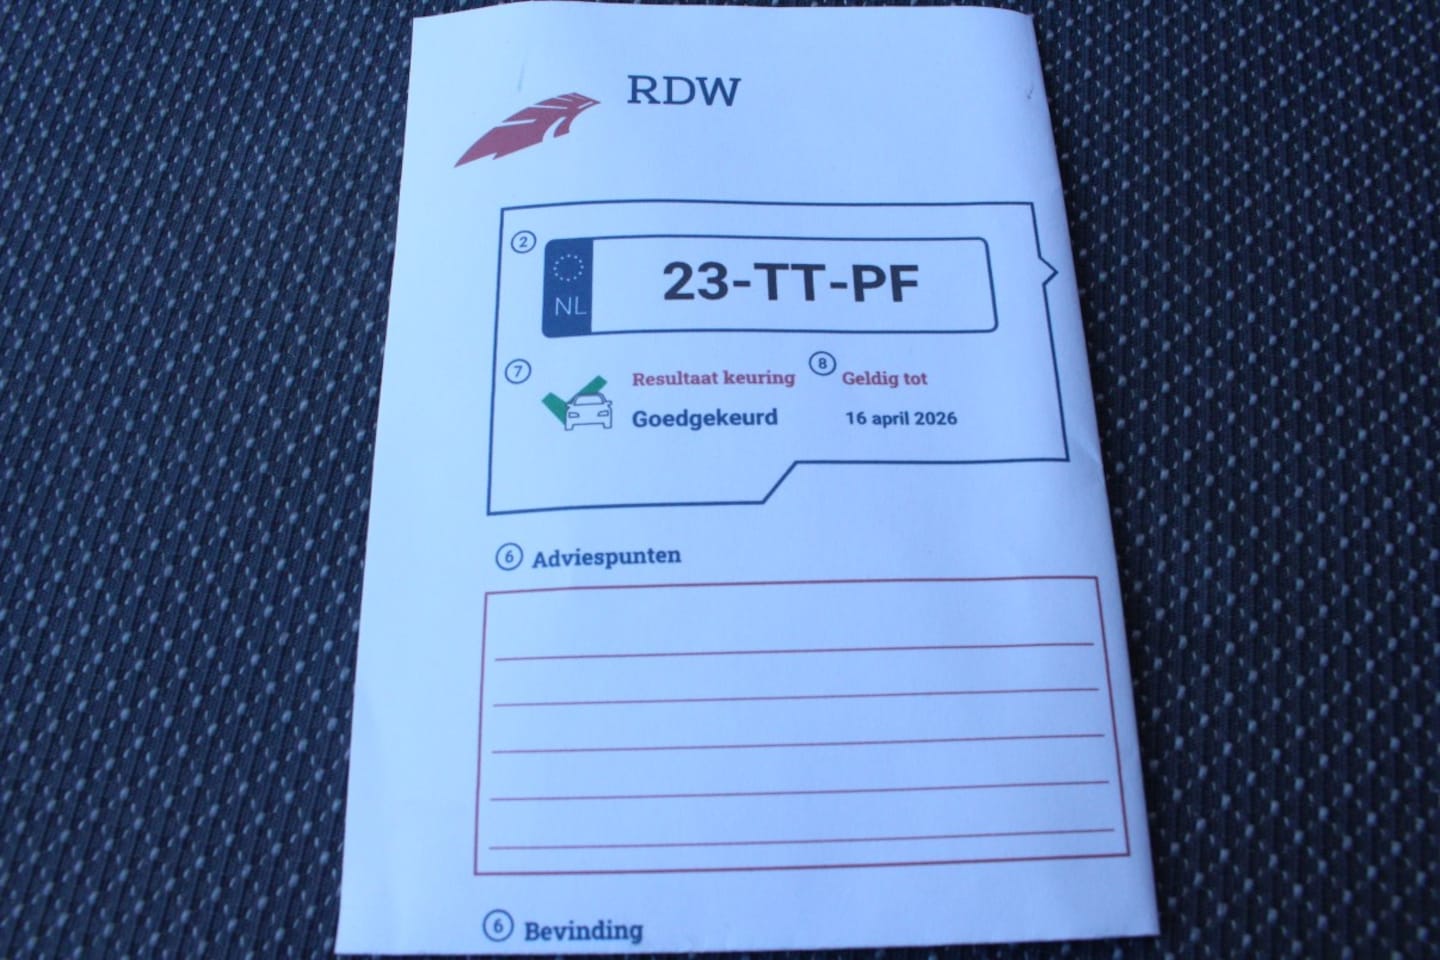 RDW
2
NL
23-TT-PF
7
Resultaat keuring
8
Geldig tot
Goedgekeurd
16 april 2026
6 Adviespunten
6 Bevinding